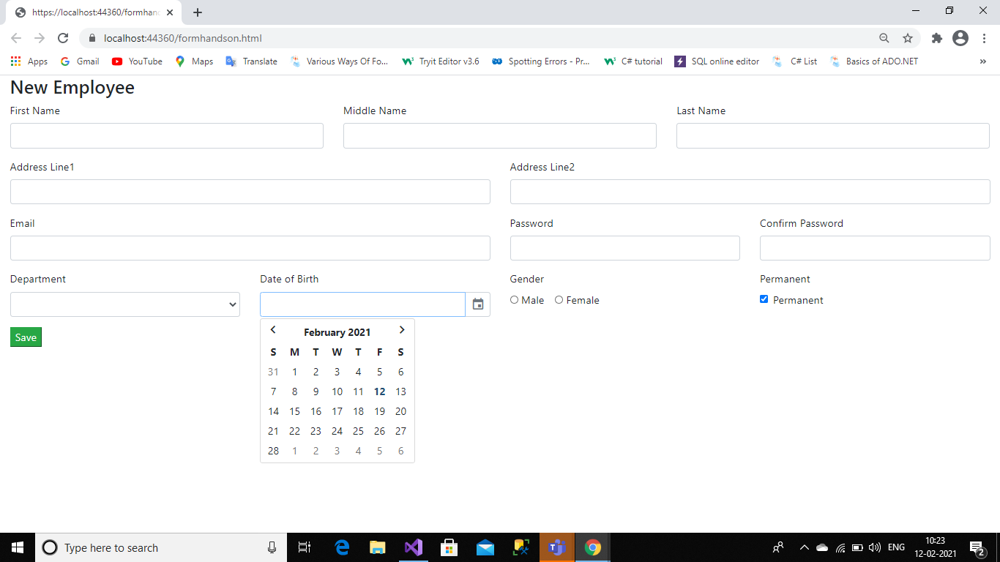 https://localhost:44360/formhan
localhost:44360/formhandson.html
Apps Gmail YouTube Maps Translate Various Ways Of Fo... Tryit Editor v3.6 Spotting Errors - Pr... C# tutorial SQL online editor C# List Basics of ADO.NET »
New Employee
First Name Middle Name Last Name
Address Line1 Address Line2
Email Password Confirm Password
Department Date of Birth Gender Permanent
Male Female Permanent
Save
February 2021
S M T W T F S
31 1 2 3 4 5 6
7 8 9 10 11 12 13
14 15 16 17 18 19 20
21 22 23 24 25 26 27
28 1 2 3 4 5 6
Type here to search
ENG
10:23
12-02-2021
2